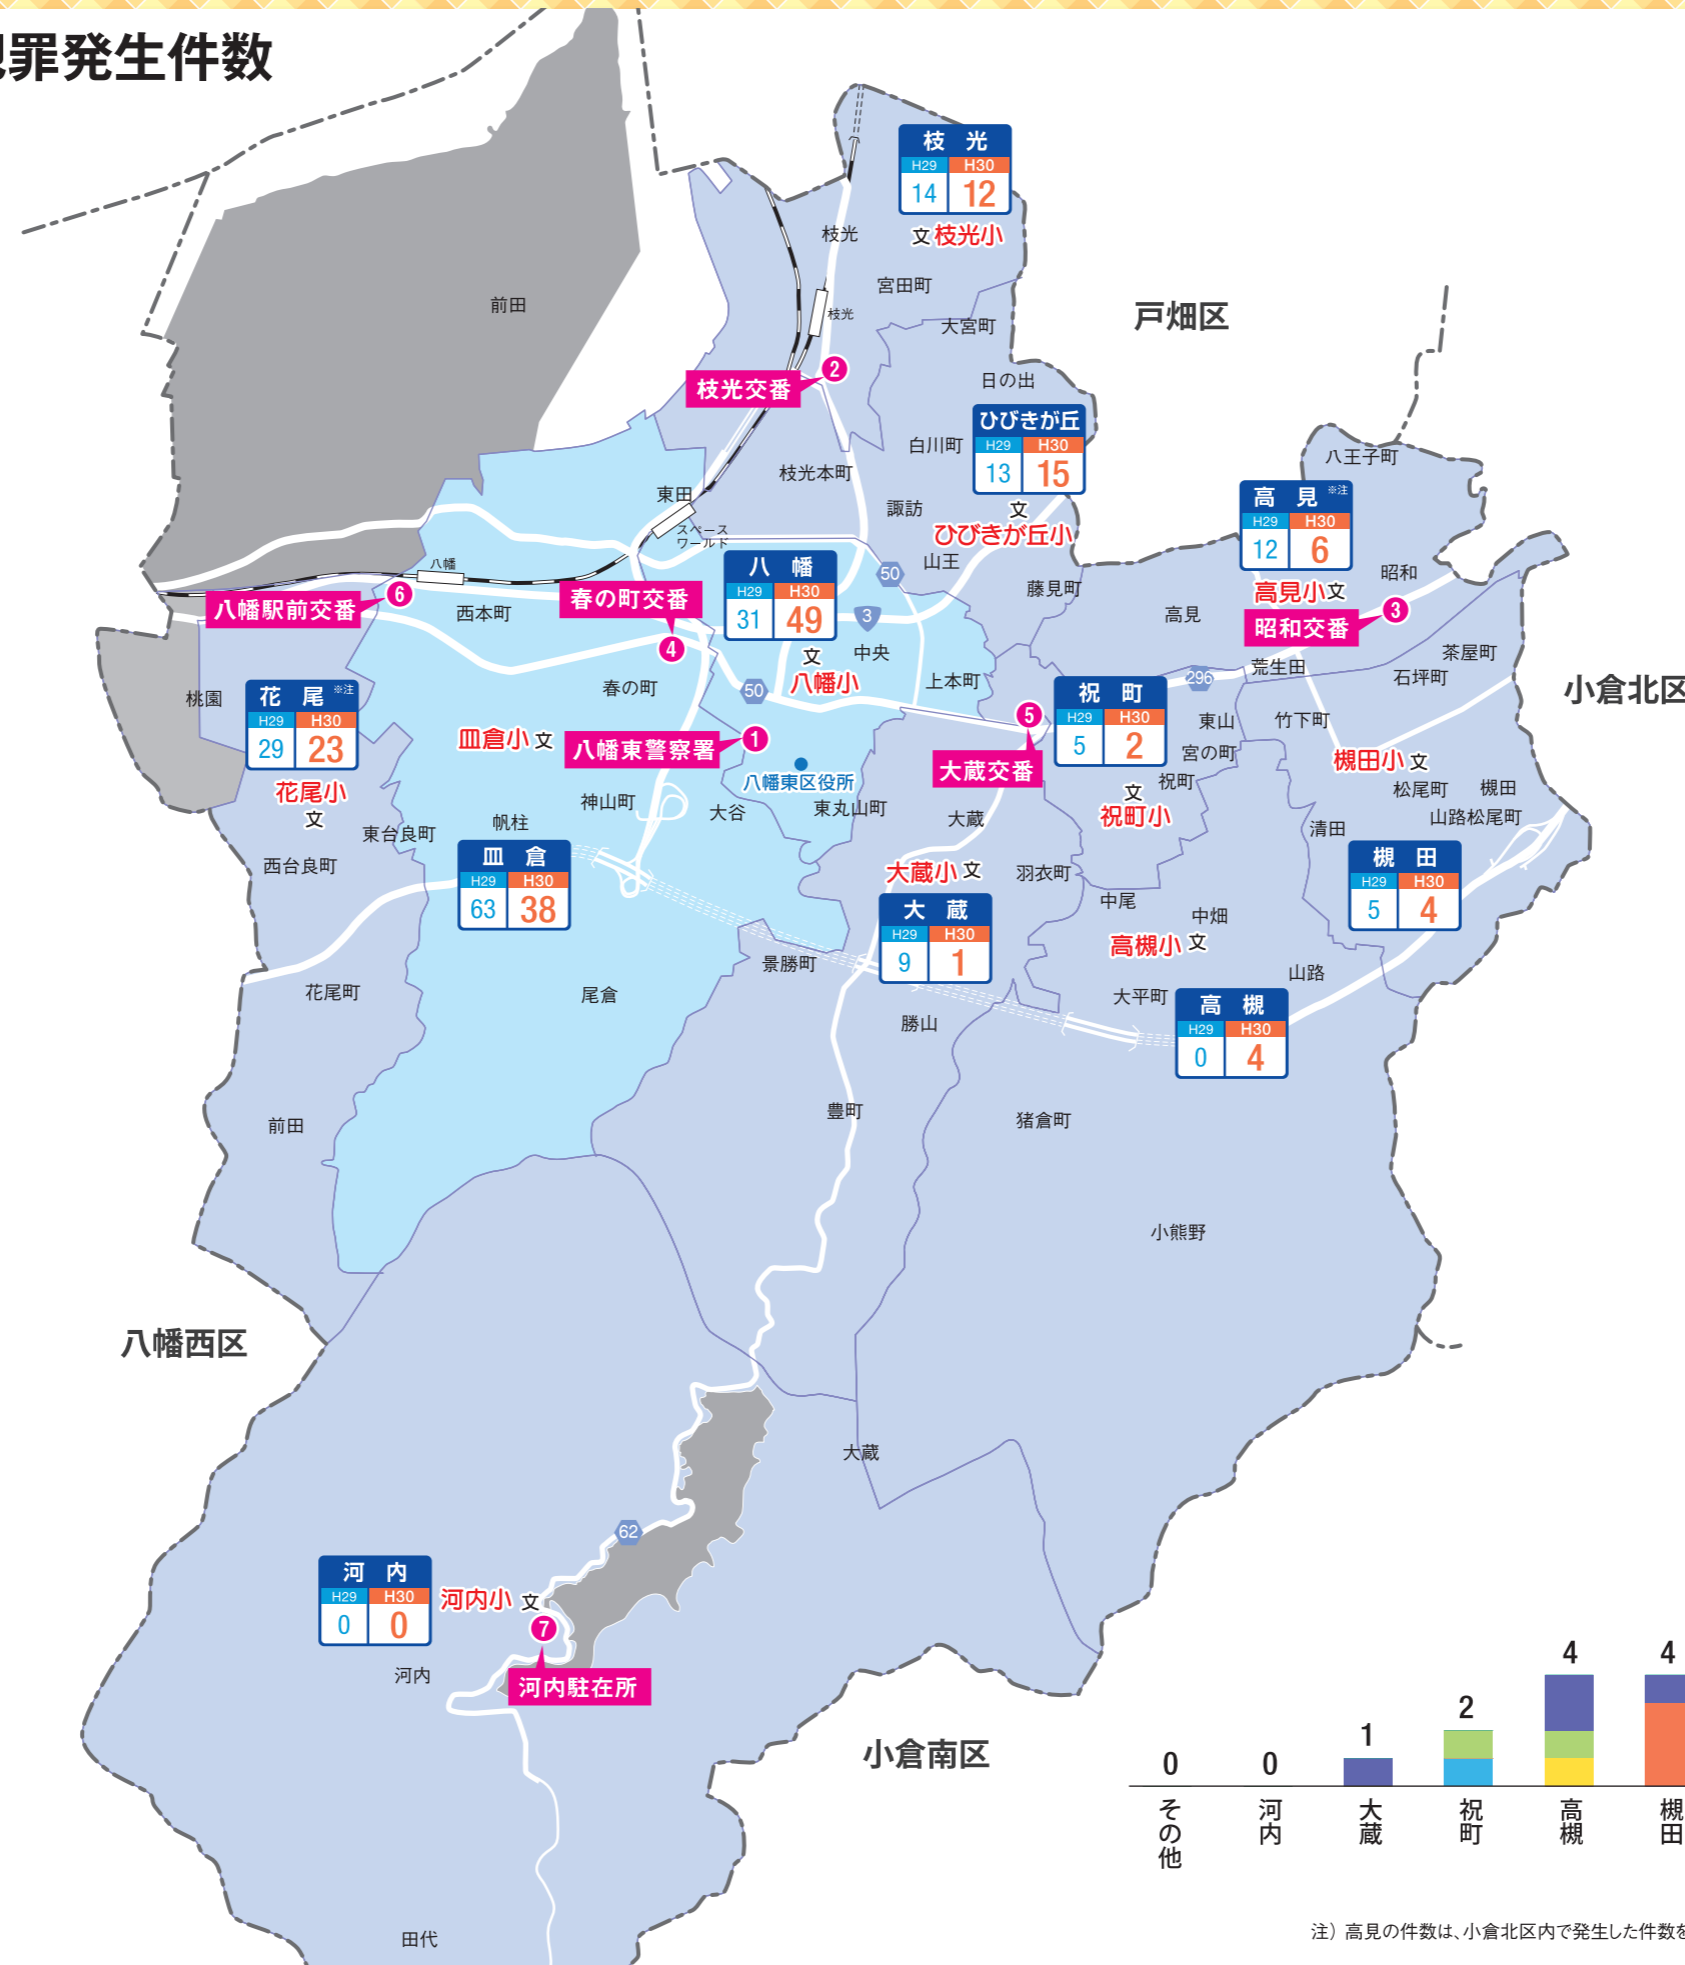 罪発生件数
枝 光
H29 H30
14 12
文 枝光小
枝光
宮田町
前田
枝光
大宮町
戸畑区
2
枝光交番
日の出
ひびきが丘
H29 H30
13 15
白川町
枝光本町
文
ひびきが丘小
諏訪
八王子町
高 見 ※注
H29 H30
12 6
高見小文
昭和
3
昭和交番
東田
スペース
ワールド
八幡
山王
50
八 幡
H29 H30
31 49
3
文
八幡小
中央
藤見町
高見
6
八幡駅前交番
西本町
春の町交番
4
茶屋町
荒生田
石坪町
296
小倉北区
桃園
花 尾 ※注
H29 H30
29 23
花尾小
文
春の町
50
上本町
祝 町
H29 H30
5 2
文
祝町小
5
大蔵交番
東山
竹下町
宮の町
祝町
皿倉小 文
1
八幡東警察署
八幡東区役所
槻田小 文
松尾町
槻田
山路松尾町
清田
神山町
大谷
東丸山町
大蔵
帆柱
東台良町
西台良町
皿 倉
H29 H30
63 38
大蔵小 文
羽衣町
槻 田
H29 H30
5 4
大 蔵
H29 H30
9 1
中尾
中畑
高槻小 文
景勝町
山路
花尾町
尾倉
大平町
高 槻
H29 H30
0 4
勝山
豊町
猪倉町
前田
小熊野
八幡西区
大蔵
62
河 内
H29 H30
0 0
河内小 文
7
河内駐在所
河内
小倉南区
田代
0
0
1
2
4
4
その他
河内
大蔵
祝町
高槻
槻田
注） 高見の件数は、小倉北区内で発生した件数を